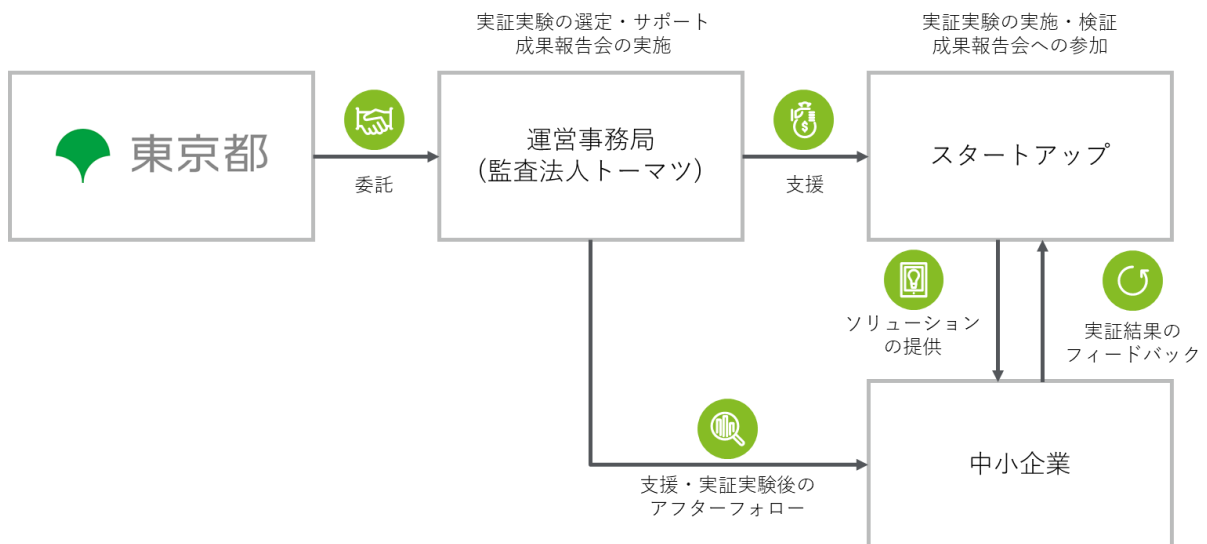 実証実験の選定・サポート
成果報告会の実施
実証実験の実施・検証
成果報告会への参加
東京都
委託
運営事務局
(監査法人トーマツ)
支援
スタートアップ
ソリューション
の提供
実証結果の
フィードバック
支援・実証実験後の
アフターフォロー
中小企業